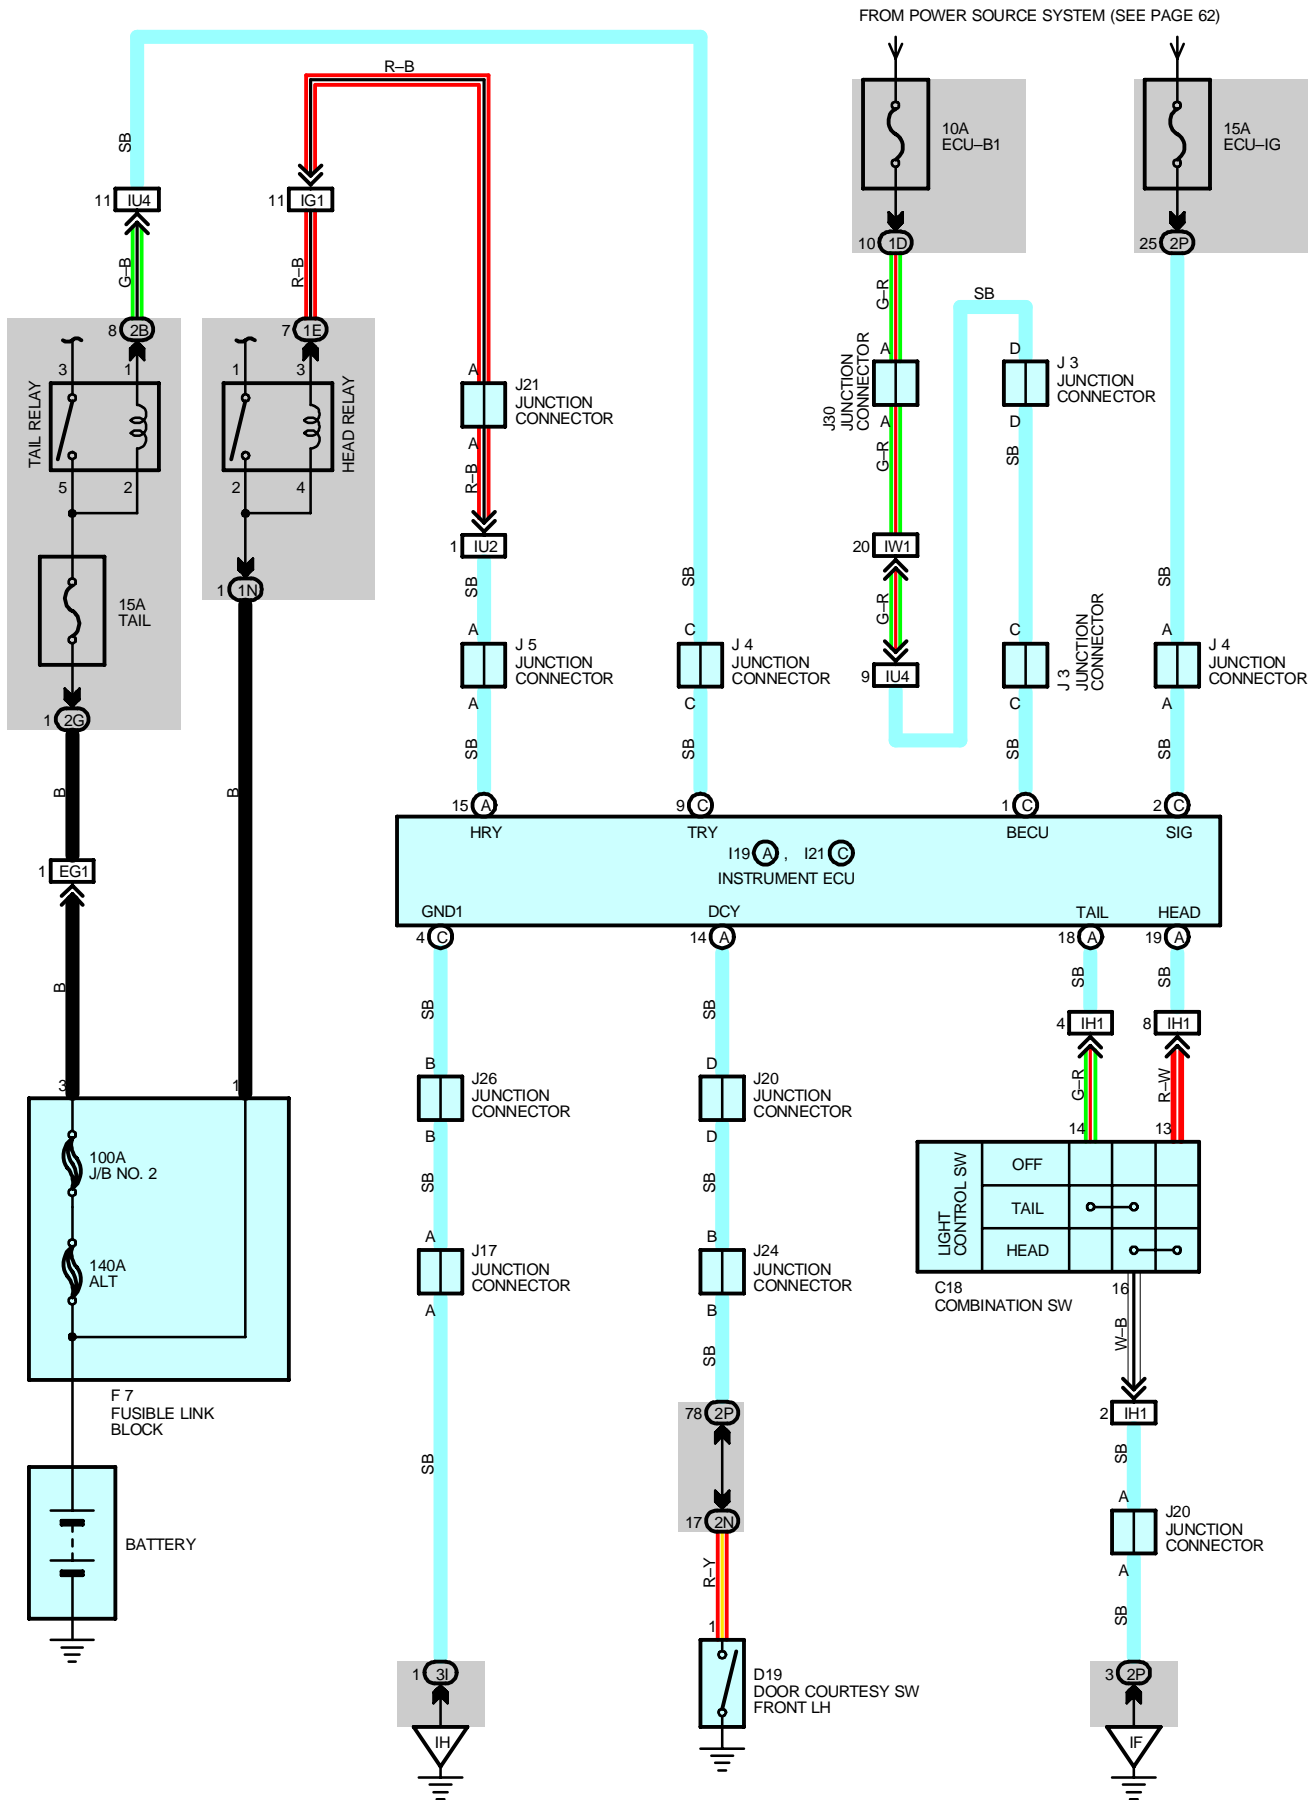 FROM POWER SOURCE SYSTEM (SEE PAGE 62)
R–B
SB
10A
ECU–B1
15A
ECU–IG
11 IU4
11 IG1
10 1D
25 2P
G–B
R–B
G–R
SB
8 2B
7 1E
3 1
1 3
TAIL RELAY
HEAD RELAY
5 2
2 4
A
J21
JUNCTION
CONNECTOR
A
R–B
A
J30
JUNCTION
CONNECTOR
A
G–R
D
J 3
JUNCTION
CONNECTOR
D
SB
1 IU2
20 IW1
15A
TAIL
1 1N
SB
SB
G–R
SB
A
J 5
JUNCTION
CONNECTOR
A
C
J 4
JUNCTION
CONNECTOR
C
9 IU4
C
J 3
JUNCTION
CONNECTOR
C
A
J 4
JUNCTION
CONNECTOR
A
1 2G
SB
SB
SB
SB
B
B
15 A
9 C
1 C
2 C
HRY
TRY
BECU
SIG
I19 A , I21 C
INSTRUMENT ECU
1 EG1
GND1
DCY
TAIL
HEAD
4 C
14 A
18 A
19 A
B
SB
SB
SB
SB
4 IH1
8 IH1
3
1
B
J26
JUNCTION
CONNECTOR
B
D
J20
JUNCTION
CONNECTOR
D
G–R
R–W
14
13
100A
J/B NO. 2
140A
ALT
SB
SB
LIGHT
CONTROL SW
OFF
TAIL
HEAD
A
J17
JUNCTION
CONNECTOR
A
B
J24
JUNCTION
CONNECTOR
B
C18
COMBINATION SW
16
W–B
SB
F 7
FUSIBLE LINK
BLOCK
78 2P
2 IH1
SB
SB
BATTERY
17 2N
A
J20
JUNCTION
CONNECTOR
A
R–Y
SB
1
1 3I
D19
DOOR COURTESY SW
FRONT LH
3 2P
IH
IF